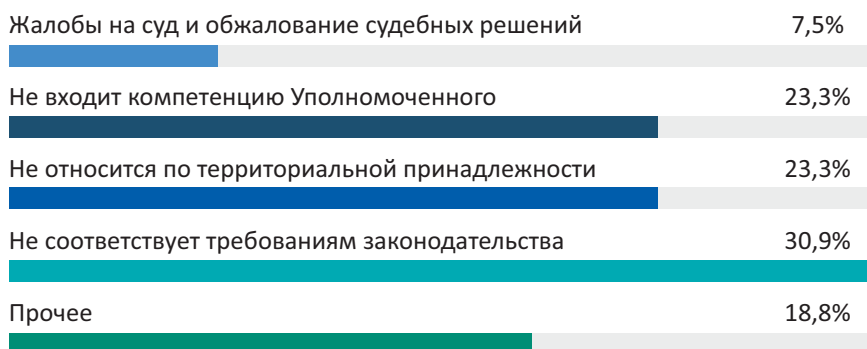 Жалобы на суд и обжалование судебных решений 7,5%
Не входит компетенцию Уполномоченного 23,3%
Не относится по территориальной принадлежности 23,3%
Не соответствует требованиям законодательства 30,9%
Прочее 18,8%